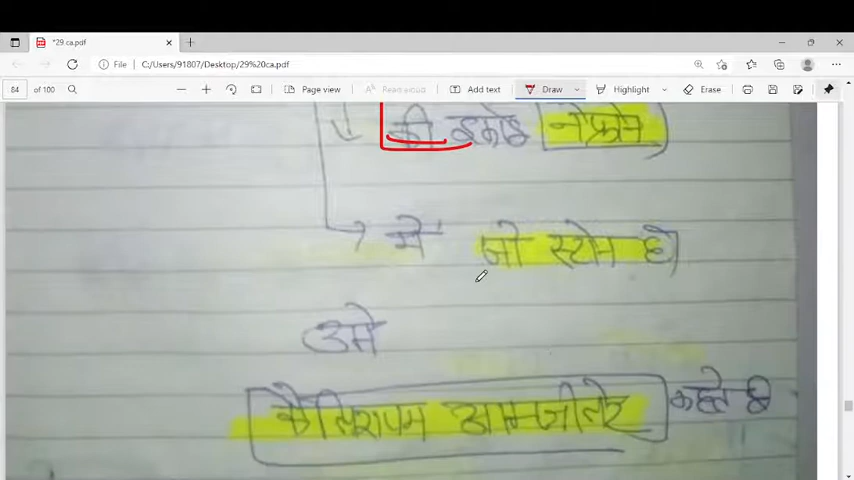 *29 ca.pdf
File C:/Users/91807/Desktop/29%20ca.pdf
84 of 100 Page view Read aloud Add text Draw Highlight Erase
की इकाई नेफ्रोन
में जो स्टोन है
उसे
कैल्शियम कहते है